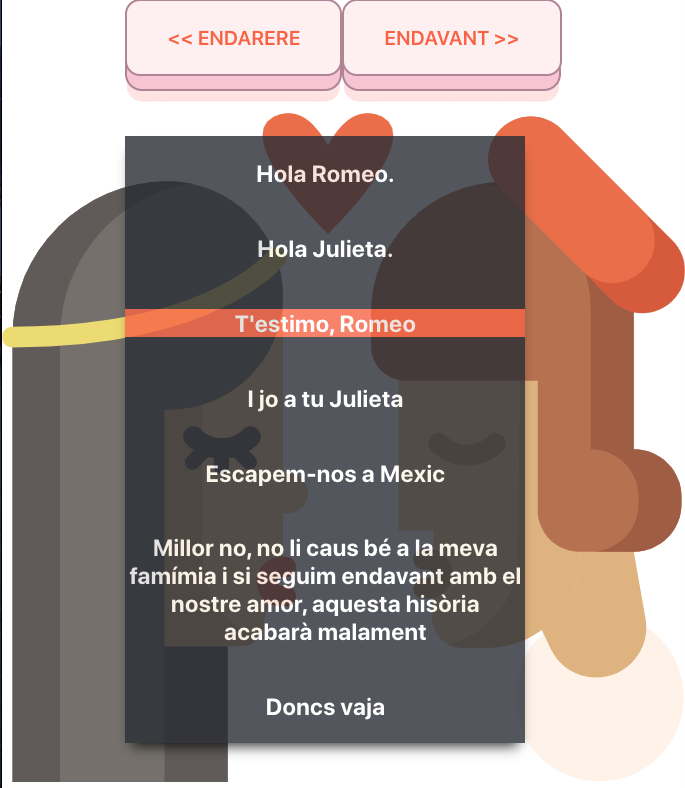 << ENDARERE
ENDAVANT >>
Hola Romeo.
Hola Julieta.
T'estimo, Romeo
I jo a tu Julieta
Escapem-nos a Mexic
Millor no, no li caus bé a la meva
famímia i si seguim endavant amb el
nostre amor, aquesta hisòria
acabarà malament
Doncs vaja